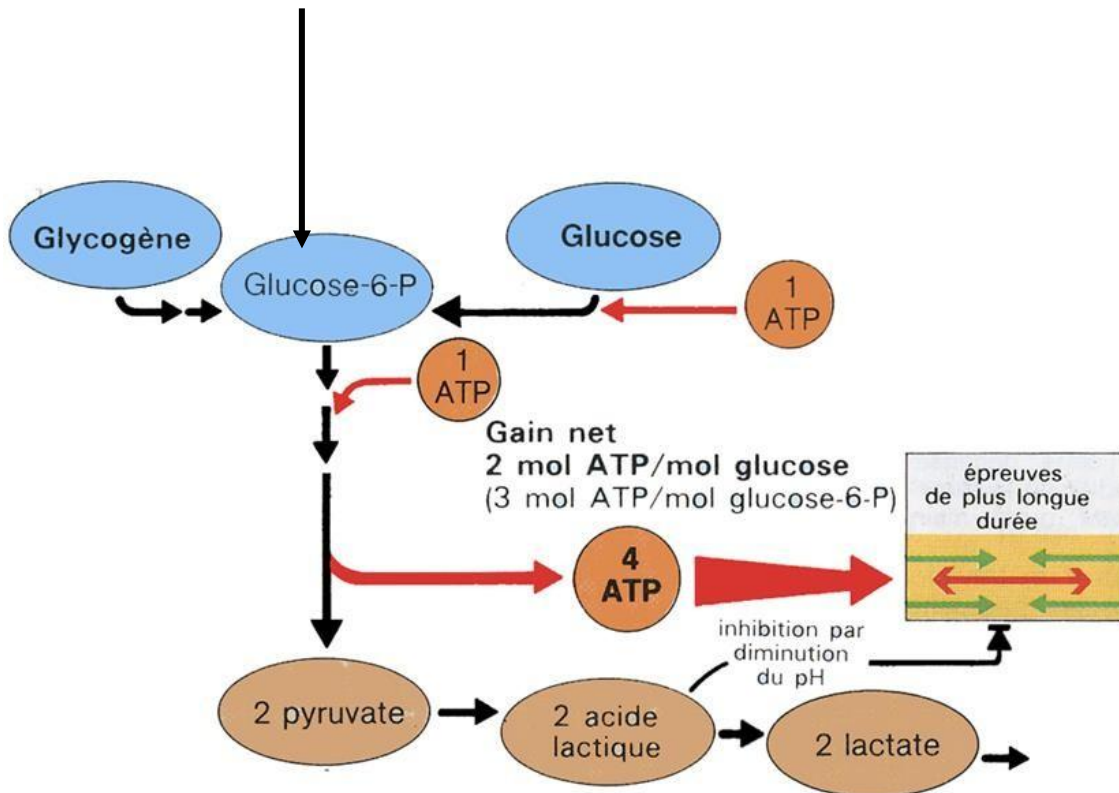 Glycogène
Glucose
Glucose-6-P
1
ATP
1
ATP
Gain net
2 mol ATP/mol glucose
(3 mol ATP/mol glucose-6-P)
épreuves
de plus longue
durée
4
ATP
inhibition par
diminution
du pH
2 pyruvate
2 acide
lactique
2 lactate